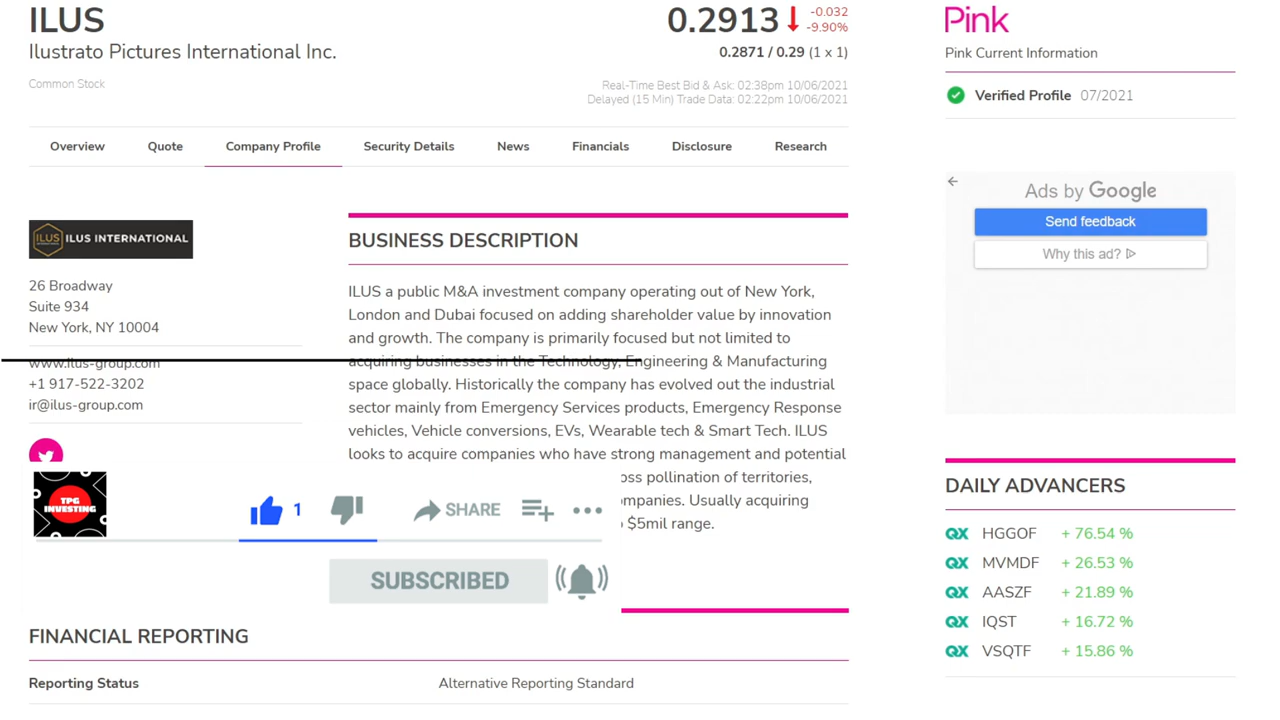 ILUS
Ilustrato Pictures International Inc.
Common Stock
0.2913 -0.032
-9.90%
0.2871 / 0.29 (1 x 1)
Real-Time Best Bid & Ask: 02:38pm 10/06/2021
Delayed (15 Min) Trade Data: 02:22pm 10/06/2021
Pink
Pink Current Information
Verified Profile 07/2021
Overview Quote Company Profile Security Details News Financials Disclosure Research
ILUS ILUS INTERNATIONAL
26 Broadway
Suite 934
New York, NY 10004
www.ilus-group.com
+1 917-522-3202
ir@ilus-group.com
BUSINESS DESCRIPTION
ILUS a public M&A investment company operating out of New York,
London and Dubai focused on adding shareholder value by innovation
and growth. The company is primarily focused but not limited to
acquiring businesses in the Technology, Engineering & Manufacturing
space globally. Historically the company has evolved out the industrial
sector mainly from Emergency Services products, Emergency Response
vehicles, Vehicle conversions, EVs, Wearable tech & Smart Tech. ILUS
looks to acquire companies who have strong management and potential
oss pollination of territories,
ompanies. Usually acquiring
$5mil range.
TPG
INVESTING
1
SHARE
SUBSCRIBED
FINANCIAL REPORTING
Reporting Status Alternative Reporting Standard
Ads by Google
Send feedback
Why this ad?
DAILY ADVANCERS
QX HGGOF + 76.54 %
QX MVMDF + 26.53 %
QX AASZF + 21.89 %
QX IQST + 16.72 %
QX VSQTF + 15.86 %